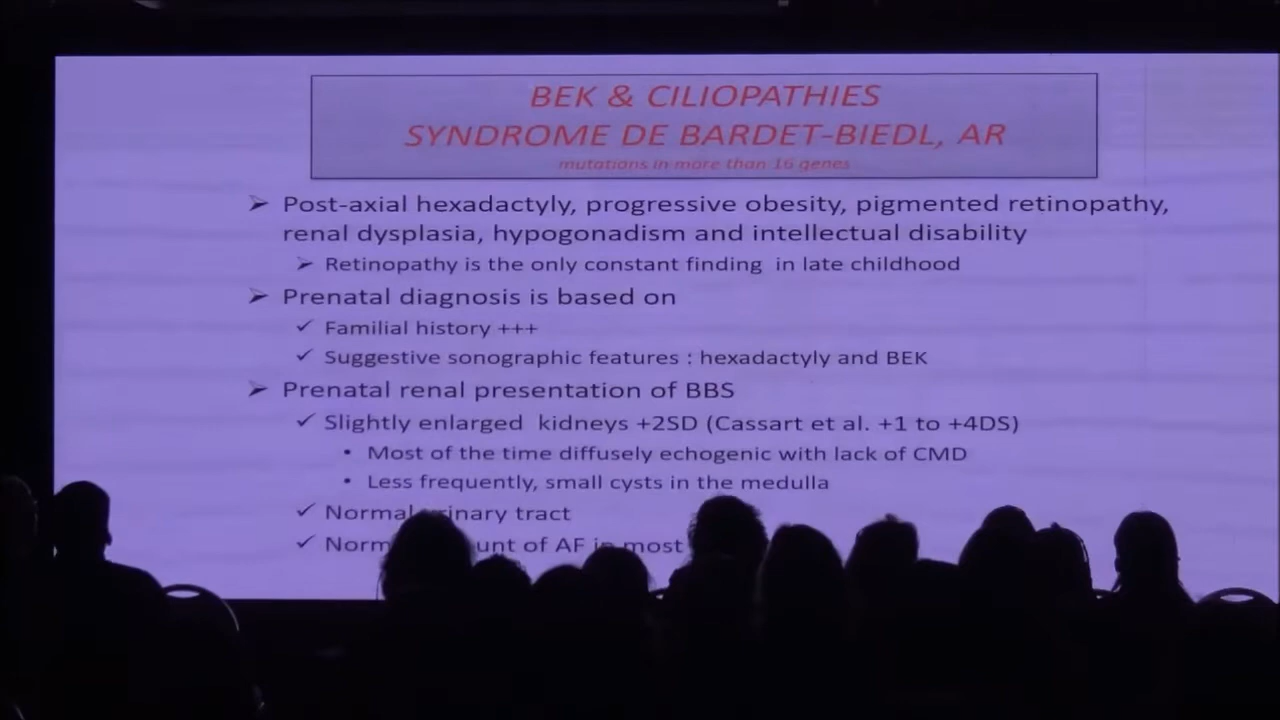 BEK & CILIOPATHIES
SYNDROME DE BARDET-BIEDL, AR
mutations in more than 16 genes
➢ Post-axial hexadactyly, progressive obesity, pigmented retinopathy,
renal dysplasia, hypogonadism and intellectual disability
➢ Retinopathy is the only constant finding in late childhood
➢ Prenatal diagnosis is based on
✓ Familial history +++
✓ Suggestive sonographic features : hexadactyly and BEK
➢ Prenatal renal presentation of BBS
✓ Slightly enlarged kidneys +2SD (Cassart et al. +1 to +4DS)
• Most of the time diffusely echogenic with lack of CMD
• Less frequently, small cysts in the medulla
✓ Normal urinary tract
✓ of AF in most